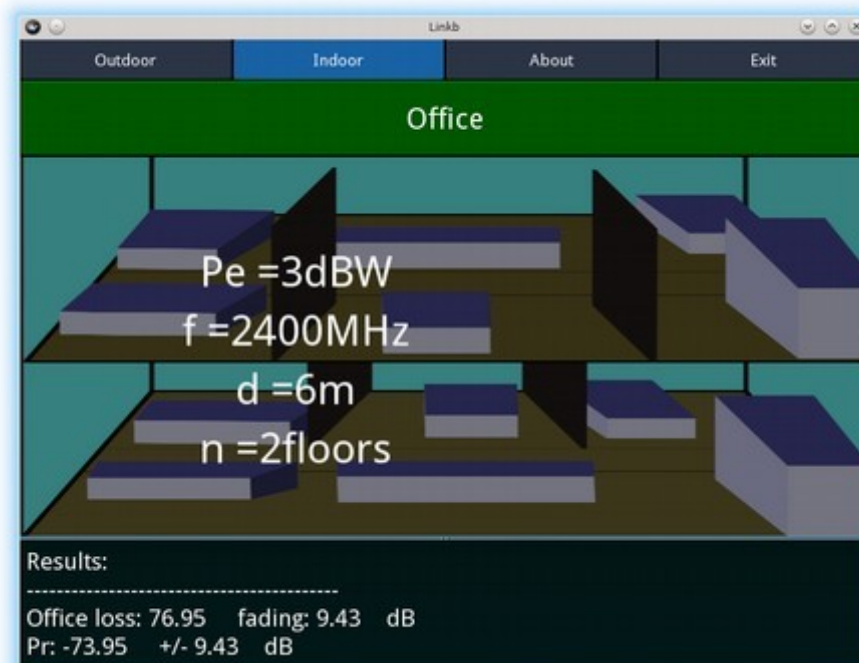 Linkb
Outdoor Indoor About Exit
Office
Pe =3dBW
f =2400MHz
d =6m
n =2floors
Results:
------------------------------------------
Office loss: 76.95 fading: 9.43 dB
Pr: -73.95 +/- 9.43 dB